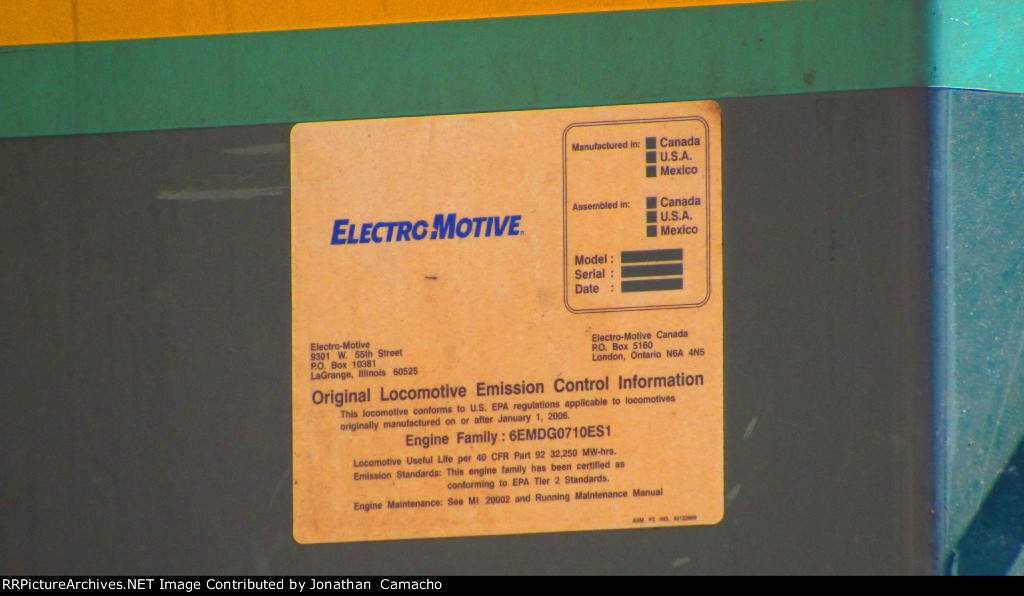 ELECTRO-MOTIVE
Manufactured in: Canada
U.S.A.
Mexico
Assembled in: Canada
U.S.A.
Mexico
Model :
Serial :
Date :
Electro-Motive
9301 W. 55th Street
P.O. Box 10381
LaGrange, Illinois 60525
Electro-Motive Canada
P.O. Box 5160
London, Ontario N6A 4N5
Original Locomotive Emission Control Information
This locomotive conforms to U.S. EPA regulations applicable to locomotives
originally manufactured on or after January 1, 2006.
Engine Family : 6EMDG0710ES1
Locomotive Useful Life per 40 CFR Part 92 32,250 MW-hrs.
Emission Standards: This engine family has been certified as
conforming to EPA Tier 2 Standards.
Engine Maintenance: See MI 20002 and Running Maintenance Manual
ASM. PT. NO.
RRPictureArchives.NET Image Contributed by Jonathan Camacho